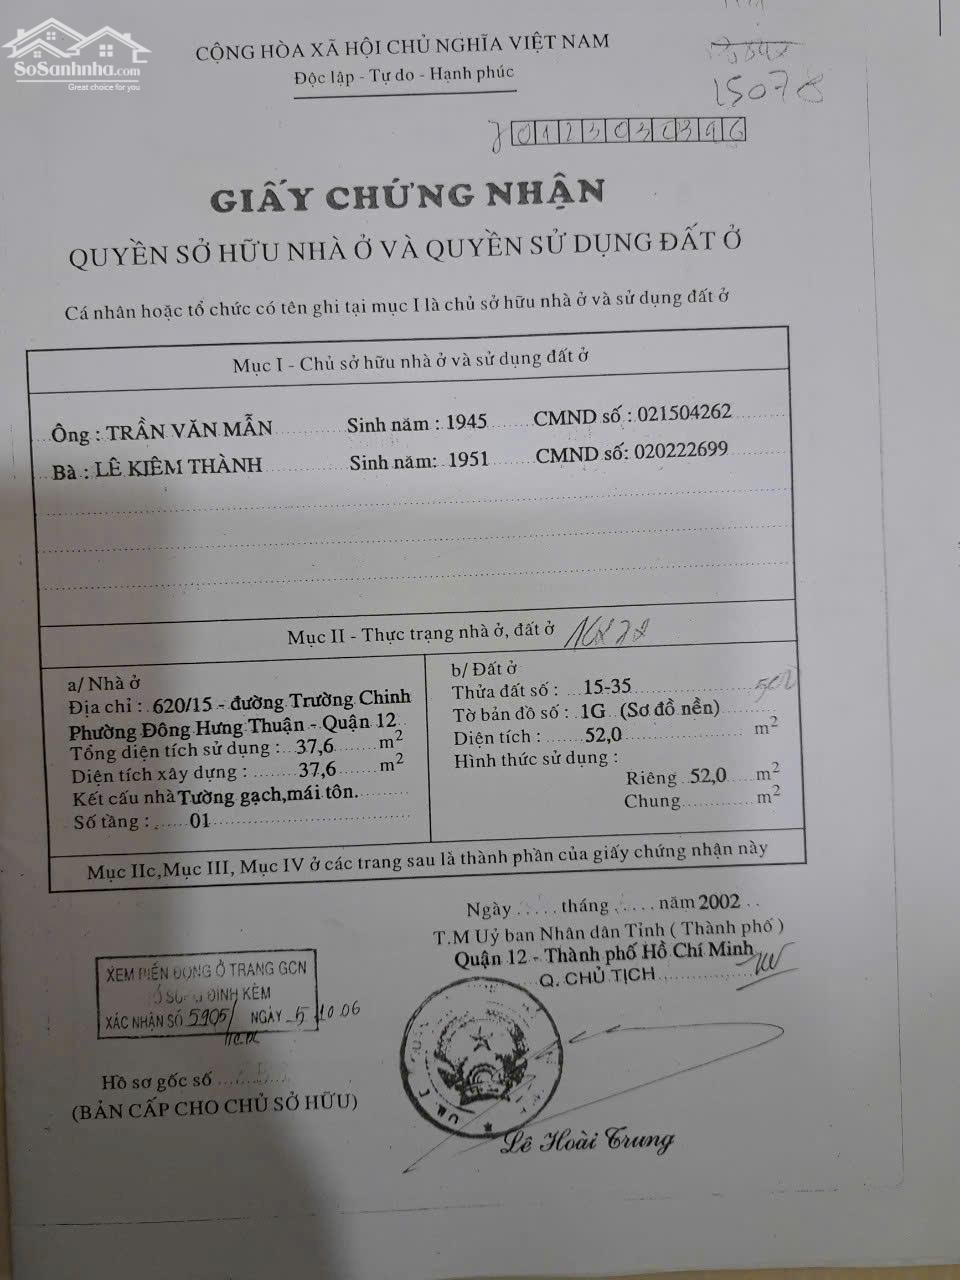 SoSanhnha.com
Great choice for you
CỘNG HÒA XÃ HỘI CHỦ NGHĨA VIỆT NAM
Độc lập - Tự do - Hạnh phúc
15078
GIẤY CHỨNG NHẬN
QUYỀN SỞ HỮU NHÀ Ở VÀ QUYỀN SỬ DỤNG ĐẤT Ở
Cá nhân hoặc tổ chức có tên ghi tại mục I là chủ sở hữu nhà ở và sử dụng đất ở
Mục I - Chủ sở hữu nhà ở và sử dụng đất ở
Ông : TRẦN VĂN MẪN Sinh năm : 1945 CMND số : 021504262
Bà : LÊ KIÊM THÀNH Sinh năm: 1951 CMND số: 020222699
Mục II - Thực trạng nhà ở, đất ở
a/ Nhà ở
Địa chỉ : 620/15 - đường Trường Chinh
Phường Đông Hưng Thuận - Quận 12
Tổng diện tích sử dụng : 37,6 m2
Diện tích xây dựng : 37,6 m2
Kết cấu nhà Tường gạch,mái tôn.
Số tầng : 01
b/ Đất ở
Thửa đất số : 15-35
Tờ bản đồ số : 1G (Sơ đồ nền)
Diện tích : 52,0 m2
Hình thức sử dụng :
Riêng 52,0 m2
Chung m2
Mục IIc,Mục III, Mục IV ở các trang sau là thành phần của giấy chứng nhận này
Ngày tháng năm 2002
T.M Uỷ ban Nhân dân Tỉnh ( Thành phố )
Quận 12 - Thành phố Hồ Chí Minh
Q. CHỦ TỊCH
XEM BIẾN ĐỘNG Ở TRANG GCN
BỔ SUNG ĐÍNH KÈM
XÁC NHẬN SỐ 5905/ NGÀY 5/10.06
Hồ sơ gốc số
(BẢN CẤP CHO CHỦ SỞ HỮU)
Lê Hoài Trung